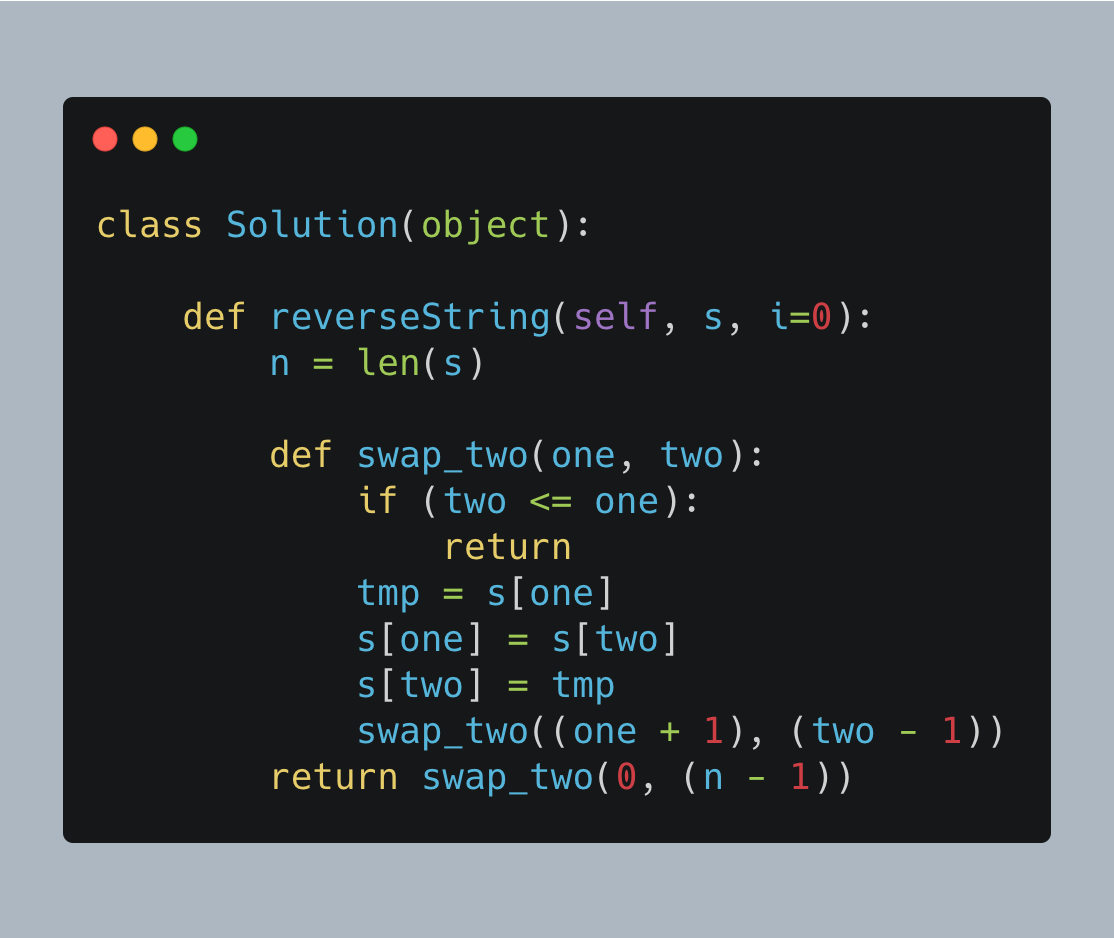 class Solution(object):
    def reverseString(self, s, i=0):
        n = len(s)
        def swap_two(one, two):
            if (two <= one):
                return
            tmp = s[one]
            s[one] = s[two]
            s[two] = tmp
            swap_two((one + 1), (two - 1))
        return swap_two(0, (n - 1))